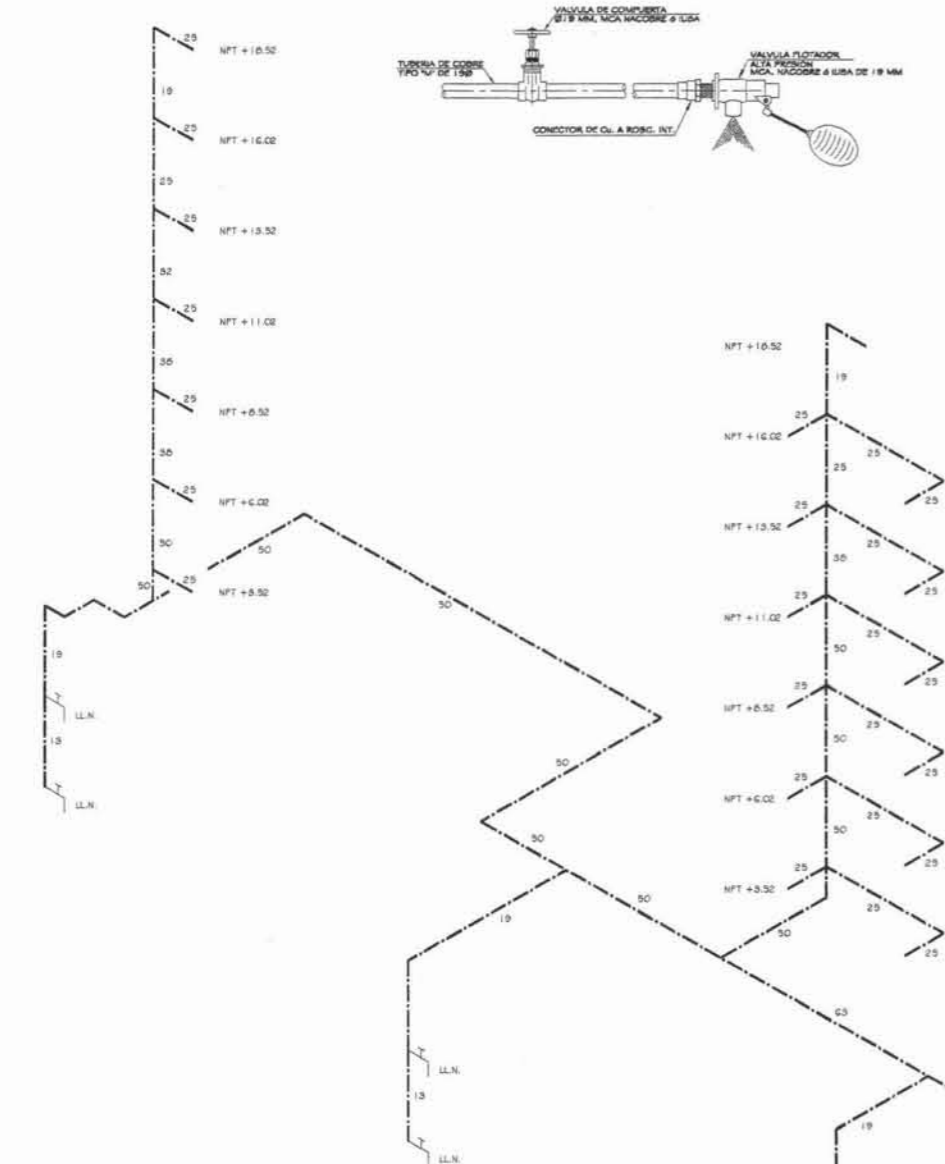 VALVULA DE COMPUERTA
Ø19 MM, MCA NACOBRE ó IUSA
TUBERIA DE COBRE
TIPO "M" DE 19Ø
VALVULA FLOTADOR
ALTA PRESION
MCA. NACOBRE ó IUSA DE 19 MM
CONECTOR DE Cu. A ROSC. INT.
25
NPT +18.52
19
25
NPT +16.02
25
25
NPT +13.52
32
25
NPT +11.02
38
25
NPT +8.52
38
25
NPT +6.02
50
25
NPT +3.52
50
50
50
19
LL.N.
13
LL.N.
50
50
19
50
LL.N.
13
LL.N.
NPT +18.52
19
25
NPT +16.02
25
25
25
25
NPT +13.52
25
38
25
25
NPT +11.02
25
50
25
25
NPT +8.52
25
50
25
25
NPT +6.02
25
50
25
25
NPT +3.52
25
50
25
63
19